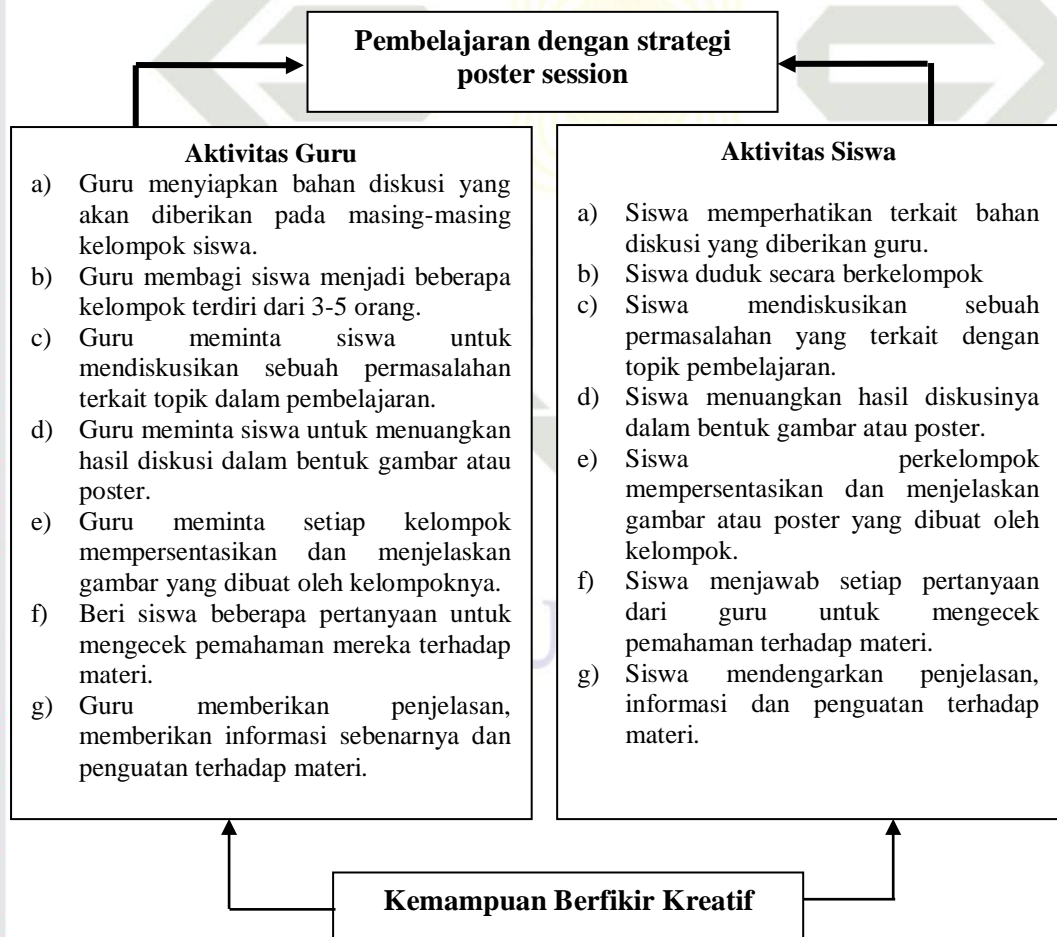 Pembelajaran dengan strategi
poster session
Aktivitas Guru
a) Guru menyiapkan bahan diskusi yang
akan diberikan pada masing-masing
kelompok siswa.
b) Guru membagi siswa menjadi beberapa
kelompok terdiri dari 3-5 orang.
c) Guru meminta siswa untuk
mendiskusikan sebuah permasalahan
terkait topik dalam pembelajaran.
d) Guru meminta siswa untuk menuangkan
hasil diskusi dalam bentuk gambar atau
poster.
e) Guru meminta setiap kelompok
mempersentasikan dan menjelaskan
gambar yang dibuat oleh kelompoknya.
f) Beri siswa beberapa pertanyaan untuk
mengecek pemahaman mereka terhadap
materi.
g) Guru memberikan penjelasan,
memberikan informasi sebenarnya dan
penguatan terhadap materi.
Aktivitas Siswa
a) Siswa memperhatikan terkait bahan
diskusi yang diberikan guru.
b) Siswa duduk secara berkelompok
c) Siswa mendiskusikan sebuah
permasalahan yang terkait dengan
topik pembelajaran.
d) Siswa menuangkan hasil diskusinya
dalam bentuk gambar atau poster.
e) Siswa perkelompok
mempersentasikan dan menjelaskan
gambar atau poster yang dibuat oleh
kelompok.
f) Siswa menjawab setiap pertanyaan
dari guru untuk mengecek
pemahaman terhadap materi.
g) Siswa mendengarkan penjelasan,
informasi dan penguatan terhadap
materi.
Kemampuan Berfikir Kreatif